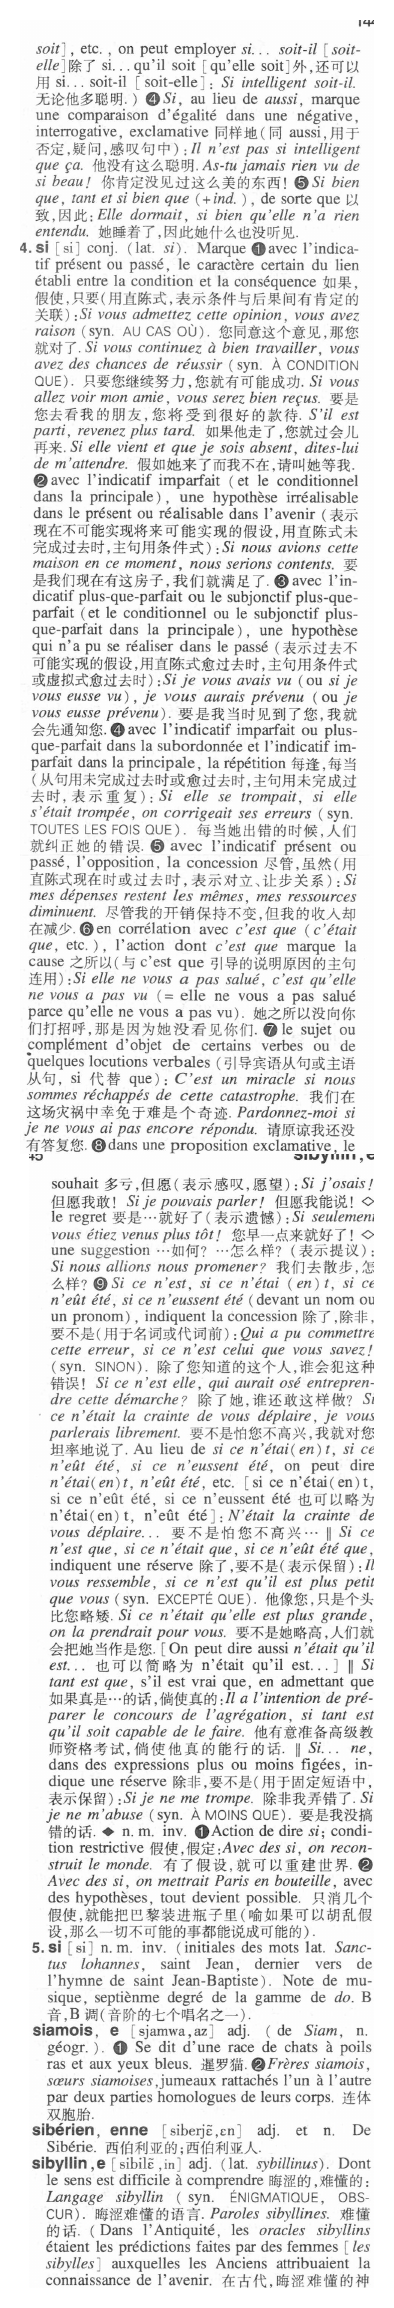 144
soit] , etc. , on peut employer si... soit-il [ soit-
elle]除了 si... qu'il soit [ qu'elle soit]外,还可以
用 si... soit-il [ soit-elle] : Si intelligent soit-il.
无论他多聪明. ) ❹Si, au lieu de aussi, marque
une comparaison d'égalité dans une négative,
interrogative, exclamative 同样地(同 aussi,用于
否定,疑问,感叹句中) : Il n'est pas si intelligent
que ça. 他没有这么聪明. As-tu jamais rien vu de
si beau! 你肯定没见过这么美的东西! ❺Si bien
que, tant et si bien que (+ind. ), de sorte que 以
致,因此: Elle dormait, si bien qu'elle n'a rien
entendu. 她睡着了,因此她什么也没听见.
4. si [si] conj. (lat. si). Marque ❶avec l'indica-
tif présent ou passé, le caractère certain du lien
établi entre la condition et la conséquence 如果,
假使,只要(用直陈式,表示条件与后果间有肯定的
关联) :Si vous admettez cette opinion, vous avez
raison (syn. AU CAS OÙ). 您同意这个意见,那您
就对了. Si vous continuez à bien travailler, vous
avez des chances de réussir (syn. À CONDITION
QUE). 只要您继续努力,您就有可能成功. Si vous
allez voir mon amie, vous serez bien reçus. 要是
您去看我的朋友,您将受到很好的款待. S'il est
parti, revenez plus tard. 如果他走了,您就过会儿
再来. Si elle vient et que je sois absent, dites-lui
de m'attendre. 假如她来了而我不在,请叫她等我.
❷avec l'indicatif imparfait (et le conditionnel
dans la principale), une hypothèse irréalisable
dans le présent ou réalisable dans l'avenir (表示
现在不可能实现将来可能实现的假设,用直陈式未
完成过去时,主句用条件式) : Si nous avions cette
maison en ce moment, nous serions contents. 要
是我们现在有这房子,我们就满足了. ❸avec l'in-
dicatif plus-que-parfait ou le subjonctif plus-que-
parfait (et le conditionnel ou le subjonctif plus-
que-parfait dans la principale), une hypothèse
qui n'a pu se réaliser dans le passé (表示过去不
可能实现的假设,用直陈式愈过去时,主句用条件式
或虚拟式愈过去时) : Si je vous avais vu (ou si je
vous eusse vu), je vous aurais prévenu (ou je
vous eusse prévenu). 要是我当时见到了您,我就
会先通知您. ❹avec l'indicatif imparfait ou plus-
que-parfait dans la subordonnée et l'indicatif im-
parfait dans la principale, la répétition 每逢,每当
(从句用未完成过去时或愈过去时,主句用未完成过
去时, 表示重复) : Si elle se trompait, si elle
s'était trompée, on corrigeait ses erreurs (syn.
TOUTES LES FOIS QUE). 每当她出错的时候,人们
就纠正她的错误. ❺ avec l'indicatif présent ou
passé, l'opposition, la concession 尽管,虽然(用
直陈式现在时或过去时, 表示对立、让步关系) : Si
mes dépenses restent les mêmes, mes ressources
diminuent. 尽管我的开销保持不变,但我的收入却
在减少. ❻en corrélation avec c'est que (c'était
que, etc. ), l'action dont c'est que marque la
cause 之所以(与 c'est que 引导的说明原因的主句
连用) :Si elle ne vous a pas salué, c'est qu'elle
ne vous a pas vu (= elle ne vous a pas salué
parce qu'elle ne vous a pas vu). 她之所以没向你
们打招呼,那是因为她没看见你们. ❼le sujet ou
complément d'objet de certains verbes ou de
quelques locutions verbales (引导宾语从句或主语
从句, si 代替 que) : C'est un miracle si nous
sommes réchappés de cette catastrophe. 我们在
这场灾祸中幸免于难是个奇迹. Pardonnez-moi si
je ne vous ai pas encore répondu. 请原谅我还没
有答复您. ❽dans une proposition exclamative, le
45 sibyllin,e
souhait 多亏,但愿(表示感叹,愿望) : Si j'osais!
但愿我敢! Si je pouvais parler! 但愿我能说! ◇
le regret 要是…就好了(表示遗憾) : Si seulement
vous étiez venus plus tôt! 您早一点来就好了! ◇
une suggestion …如何? …怎么样? (表示提议) :
Si nous allions nous promener? 我们去散步,怎
么样? ❾ Si ce n'est, si ce n'étai (en) t, si ce
n'eût été, si ce n'eussent été (devant un nom ou
un pronom), indiquent la concession 除了,除非,
要不是(用于名词或代词前) :Qui a pu commettre
cette erreur, si ce n'est celui que vous savez!
(syn. SINON). 除了您知道的这个人,谁会犯这种
错误! Si ce n'est elle, qui aurait osé entrepren-
dre cette démarche? 除了她,谁还敢这样做? Si
ce n'était la crainte de vous déplaire, je vous
parlerais librement. 要不是怕您不高兴,我就对您
坦率地说了. Au lieu de si ce n'étai(en)t, si ce
n'eût été, si ce n'eussent été, on peut dire
n'étai(en)t, n'eût été, etc. [si ce n'étai(en)t,
si ce n'eût été, si ce n'eussent été 也可以略为
n'étai(en)t, n'eût été] : N'était la crainte de
vous déplaire... 要不是怕您不高兴… ‖ Si ce
n'est que, si ce n'était que, si ce n'eût été que,
indiquent une réserve 除了,要不是(表示保留) :Il
vous ressemble, si ce n'est qu'il est plus petit
que vous (syn. EXCEPTÉ QUE). 他像您,只是个头
比您略矮. Si ce n'était qu'elle est plus grande,
on la prendrait pour vous. 要不是她略高,人们就
会把她当作是您. [On peut dire aussi n'était qu'il
est... 也可以简略为 n'était qu'il est...] ‖ Si
tant est que, s'il est vrai que, en admettant que
如果真是…的话,倘使真的:Il a l'intention de pré-
parer le concours de l'agrégation, si tant est
qu'il soit capable de le faire. 他有意准备高级教
师资格考试,倘使他真的能行的话. ‖ Si... ne,
dans des expressions plus ou moins figées, in-
dique une réserve 除非,要不是(用于固定短语中,
表示保留) :Si je ne me trompe. 除非我弄错了. Si
je ne m'abuse (syn. À MOINS QUE). 要是我没搞
错的话. ◆ n. m. inv. ❶Action de dire si; condi-
tion restrictive 假使,假定:Avec des si, on recon-
struit le monde. 有了假设,就可以重建世界. ❷
Avec des si, on mettrait Paris en bouteille, avec
des hypothèses, tout devient possible. 只消几个
假使,就能把巴黎装进瓶子里(喻如果可以胡乱假
设,那么一切不可能的事都能说成可能的).
5. si [si] n. m. inv. (initiales des mots lat. Sanc-
tus Iohannes, saint Jean, dernier vers de
l'hymne de saint Jean-Baptiste). Note de mu-
sique, septiènme degré de la gamme de do. B
音,B 调(音阶的七个唱名之一).
siamois, e [sjamwa,az] adj. ( de Siam, n.
géogr. ). ❶ Se dit d'une race de chats à poils
ras et aux yeux bleus. 暹罗猫. ❷Frères siamois,
sœurs siamoises,jumeaux rattachés l'un à l'autre
par deux parties homologues de leurs corps. 连体
双胞胎.
sibérien, enne [siberjɛ̃,ɛn] adj. et n. De
Sibérie. 西伯利亚的;西伯利亚人.
sibyllin,e [sibilɛ̃,in] adj. (lat. sybillinus). Dont
le sens est difficile à comprendre 晦涩的,难懂的:
Langage sibyllin ( syn. ÉNIGMATIQUE, OBS-
CUR). 晦涩难懂的语言. Paroles sibyllines. 难懂
的话. ( Dans l'Antiquité, les oracles sibyllins
étaient les prédictions faites par des femmes [les
sibylles] auxquelles les Anciens attribuaient la
connaissance de l'avenir. 在古代,晦涩难懂的神